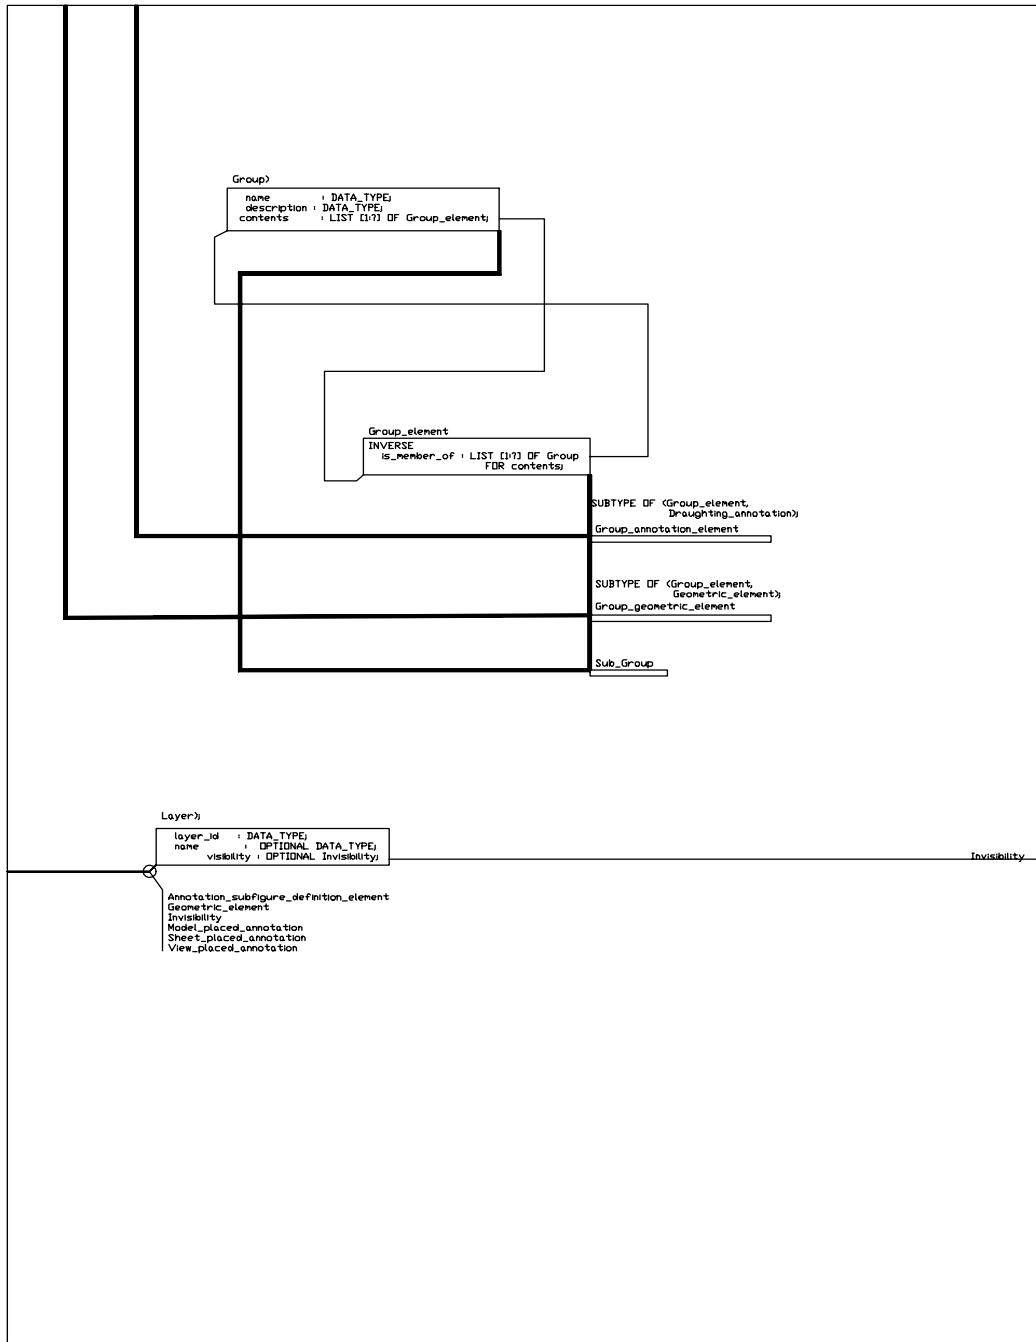 Group)
name : DATA_TYPE;
description : DATA_TYPE;
contents : LIST [1:?] OF Group_element;
Group_element
INVERSE
is_member_of : LIST [1:?] OF Group
FOR contents;
SUBTYPE OF (Group_element,
Draughting_annotation);
Group_annotation_element
SUBTYPE OF (Group_element,
Geometric_element);
Group_geometric_element
Sub_Group
Layer);
layer_id : DATA_TYPE;
name : OPTIONAL DATA_TYPE;
visibility : OPTIONAL Invisibility;
Invisibility
Annotation_subfigure_definition_element
Geometric_element
Invisibility
Model_placed_annotation
Sheet_placed_annotation
View_placed_annotation